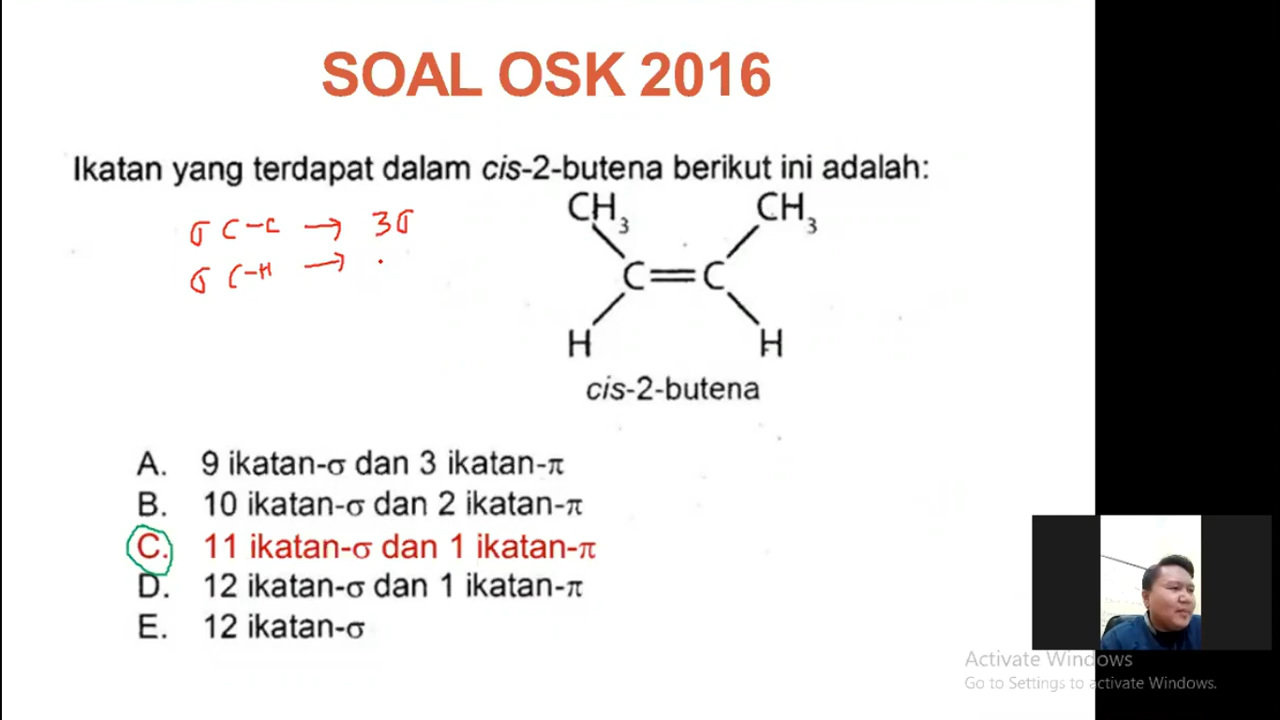 SOAL OSK 2016
Ikatan yang terdapat dalam cis-2-butena berikut ini adalah:
σ C-C → 3σ
σ C-H →
CH₃ CH₃
C=C
H H
cis-2-butena
A. 9 ikatan-σ dan 3 ikatan-π
B. 10 ikatan-σ dan 2 ikatan-π
C. 11 ikatan-σ dan 1 ikatan-π
D. 12 ikatan-σ dan 1 ikatan-π
E. 12 ikatan-σ
Activate Windows
Go to Settings to activate Windows.